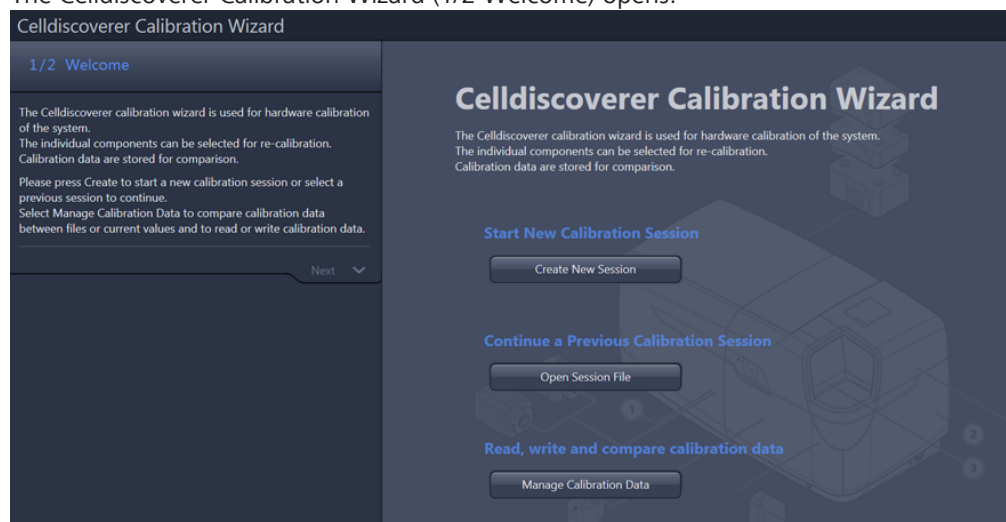 The Celldiscoverer Calibration Wizard (1/2 Welcome) opens.
Celldiscoverer Calibration Wizard
1/2 Welcome
The Celldiscoverer calibration wizard is used for hardware calibration
of the system.
The individual components can be selected for re-calibration.
Calibration data are stored for comparison.
Please press Create to start a new calibration session or select a
previous session to continue.
Select Manage Calibration Data to compare calibration data
between files or current values and to read or write calibration data.
Next
Celldiscoverer Calibration Wizard
The Celldiscoverer calibration wizard is used for hardware calibration of the system.
The individual components can be selected for re-calibration.
Calibration data are stored for comparison.
Start New Calibration Session
Create New Session
Continue a Previous Calibration Session
Open Session File
1
2
Read, write and compare calibration data
3
Manage Calibration Data